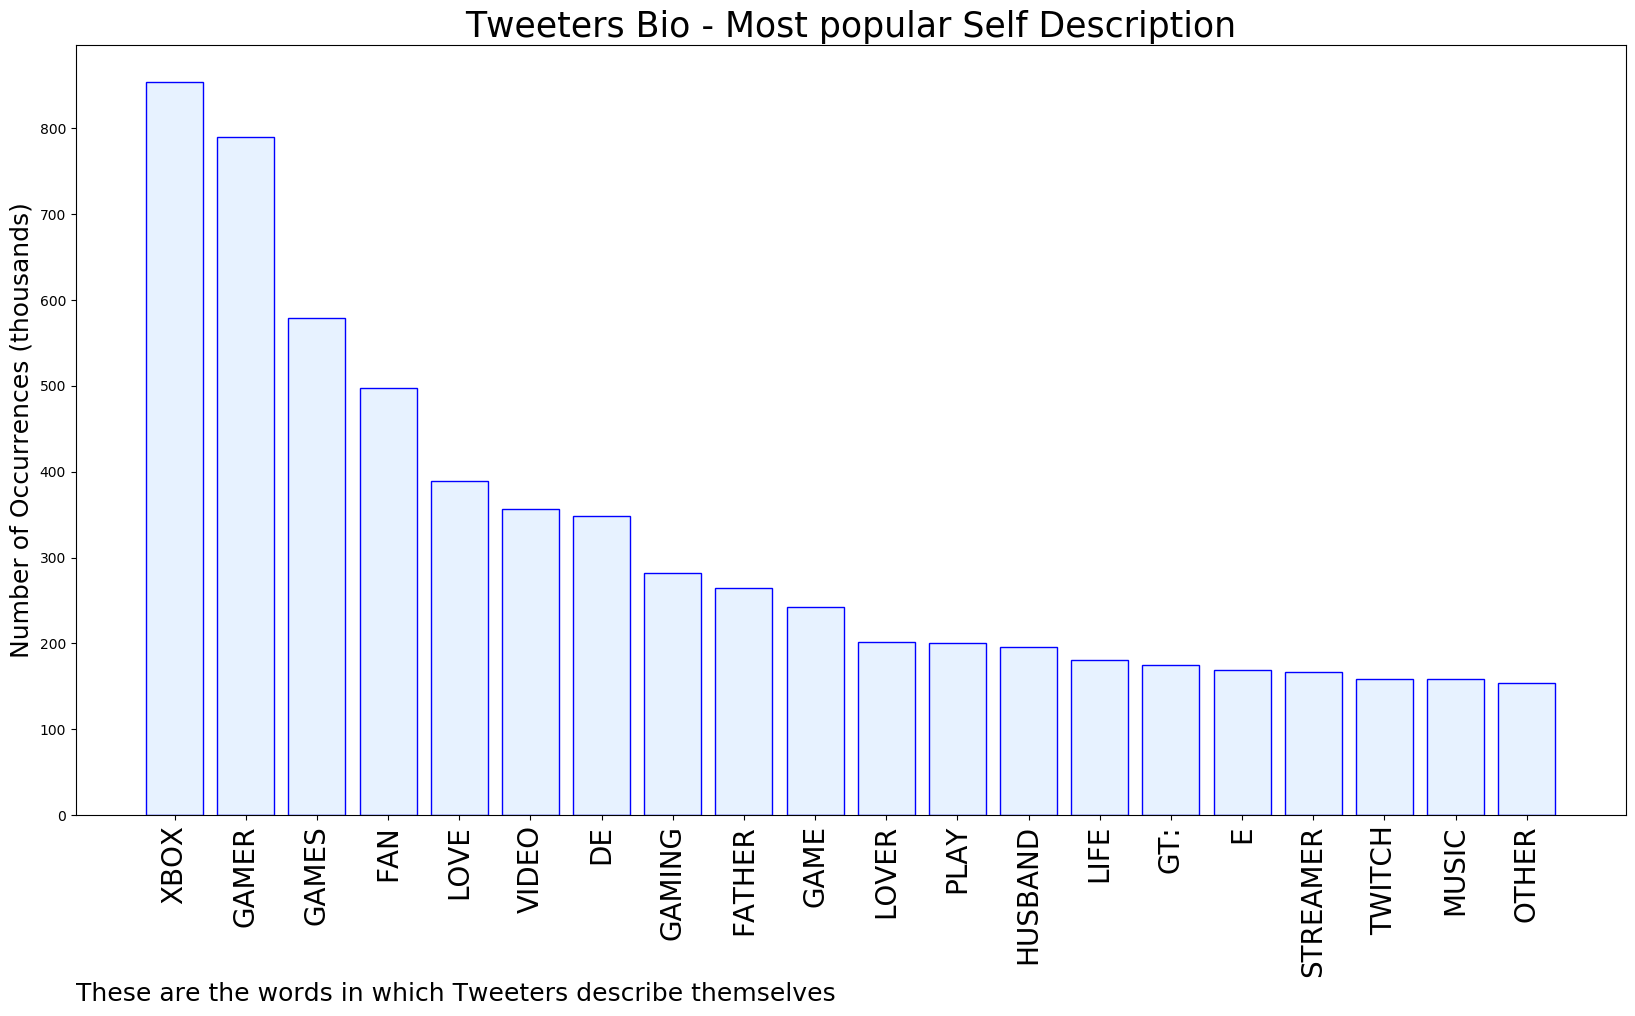 Tweeters Bio - Most popular Self Description
Number of Occurrences (thousands)
800
700
600
500
400
300
200
100
0
XBOX
GAMER
GAMES
FAN
LOVE
VIDEO
DE
GAMING
FATHER
GAME
LOVER
PLAY
HUSBAND
LIFE
GT:
E
STREAMER
TWITCH
MUSIC
OTHER
These are the words in which Tweeters describe themselves